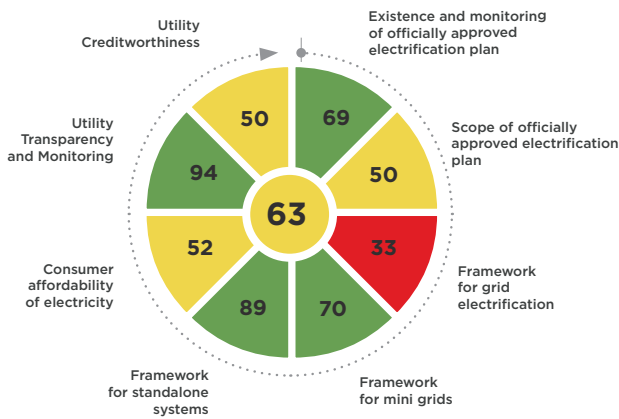 Existence and monitoring
of officially approved
electrification plan
69
Scope of officially
approved electrification
plan
50
Framework
for grid
electrification
33
Framework
for mini grids
70
Framework
for standalone
systems
89
Consumer
affordability
of electricity
52
Utility
Transparency
and Monitoring
94
Utility
Creditworthiness
50
63